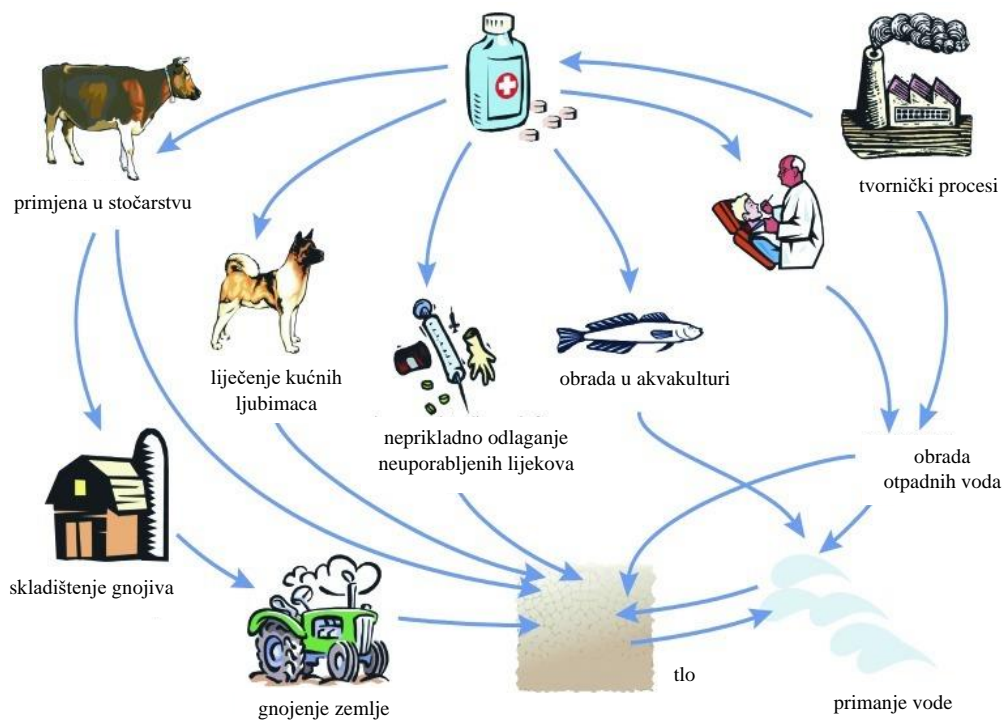 primjena u stočarstvu
tvornički procesi
liječenje kućnih
ljubimaca
neprikladno odlaganje
neuporabljenih lijekova
obrada u akvakulturi
obrada
otpadnih voda
skladištenje gnojiva
gnojenje zemlje
tlo
primanje vode